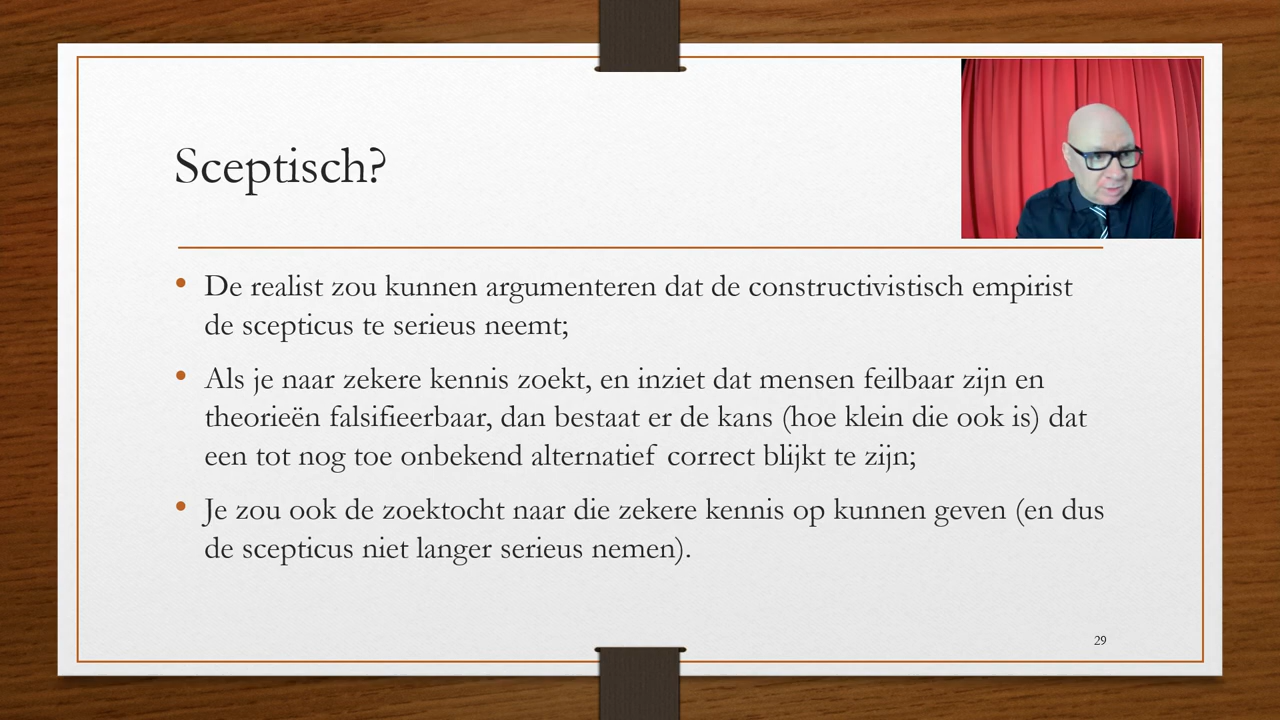 Sceptisch?
• De realist zou kunnen argumenteren dat de constructivistisch empirist
de scepticus te serieus neemt;
• Als je naar zekere kennis zoekt, en inziet dat mensen feilbaar zijn en
theorieën falsifieerbaar, dan bestaat er de kans (hoe klein die ook is) dat
een tot nog toe onbekend alternatief correct blijkt te zijn;
• Je zou ook de zoektocht naar die zekere kennis op kunnen geven (en dus
de scepticus niet langer serieus nemen).
29